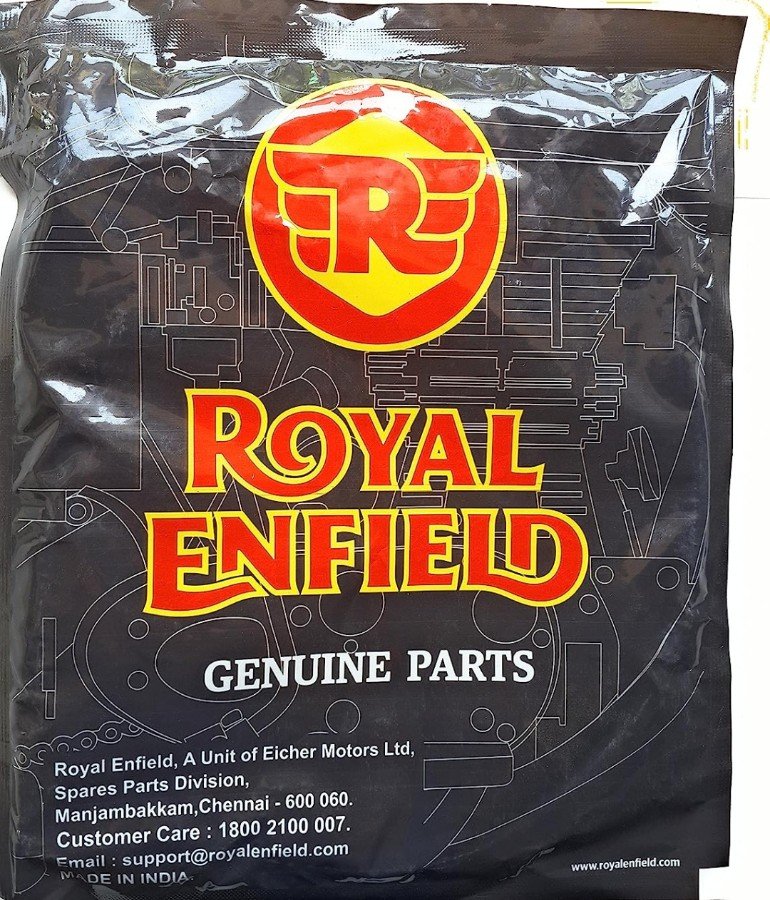 R
ROYAL
ENFIELD
GENUINE PARTS
Royal Enfield, A Unit of Eicher Motors Ltd,
Spares Parts Division,
Manjambakkam,Chennai - 600 060.
Customer Care : 1800 2100 007.
Email : support@royalenfield.com
MADE IN INDIA.
www.royalenfield.com